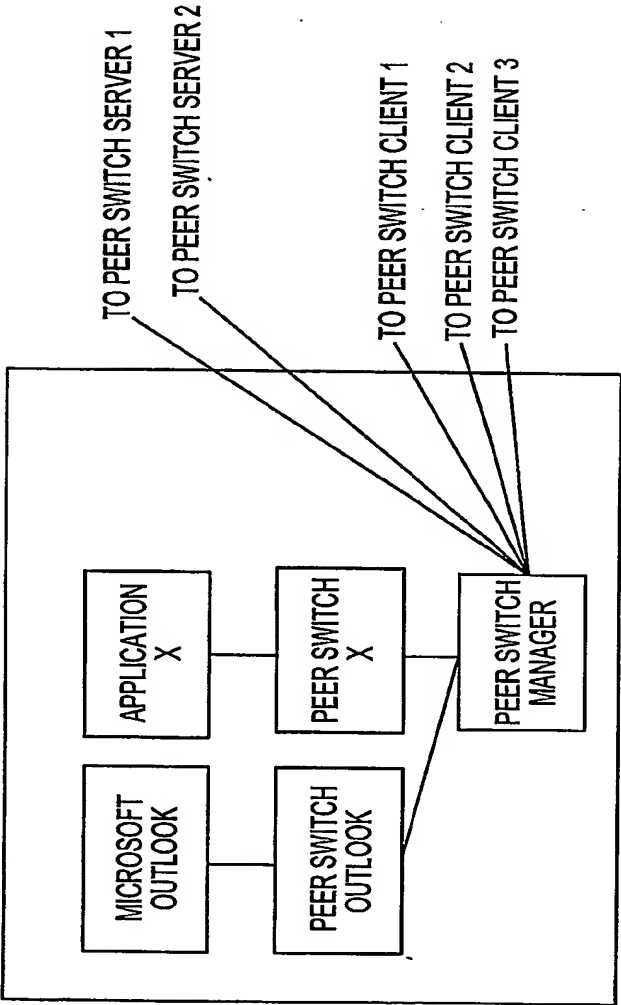 MICROSOFT
OUTLOOK
APPLICATION
X
PEER SWITCH
OUTLOOK
PEER SWITCH
X
PEER SWITCH
MANAGER
TO PEER SWITCH SERVER 1
TO PEER SWITCH SERVER 2
TO PEER SWITCH CLIENT 1
TO PEER SWITCH CLIENT 2
TO PEER SWITCH CLIENT 3